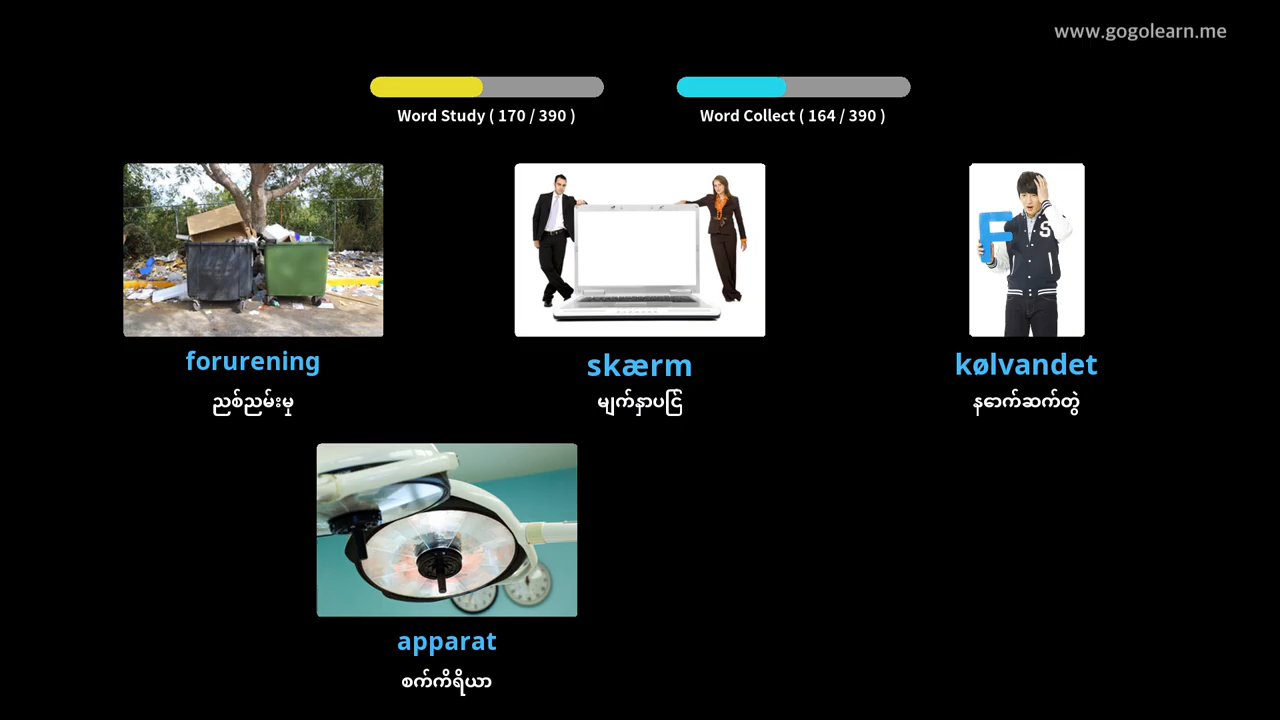 www.gogolearn.me
Word Study ( 170 / 390 )
Word Collect ( 164 / 390 )
forurening
ညစ်ညမ်းမှု
skærm
မျက်နှာပြင်
kølvandet
နောက်ဆက်တွဲ
apparat
စက်ကိရိယာ
F
S